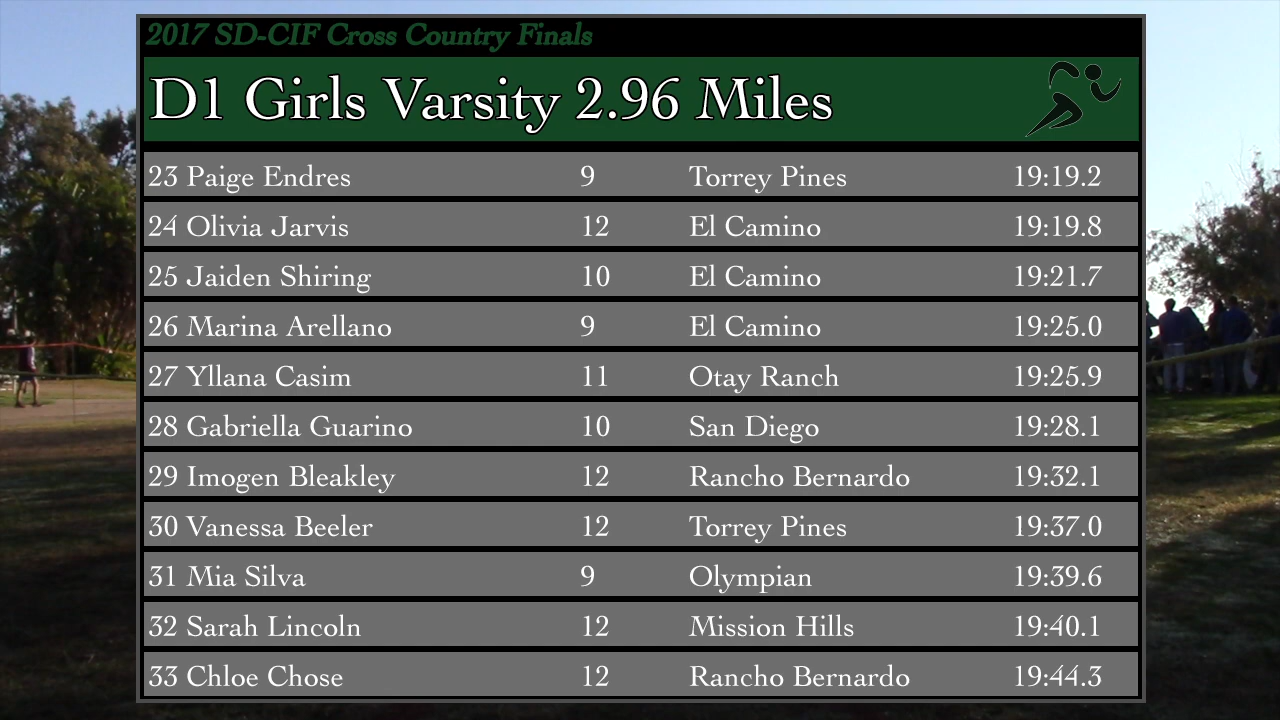 2017 SD-CIF Cross Country Finals
D1 Girls Varsity 2.96 Miles
23 Paige Endres 9 Torrey Pines 19:19.2
24 Olivia Jarvis 12 El Camino 19:19.8
25 Jaiden Shiring 10 El Camino 19:21.7
26 Marina Arellano 9 El Camino 19:25.0
27 Yllana Casim 11 Otay Ranch 19:25.9
28 Gabriella Guarino 10 San Diego 19:28.1
29 Imogen Bleakley 12 Rancho Bernardo 19:32.1
30 Vanessa Beeler 12 Torrey Pines 19:37.0
31 Mia Silva 9 Olympian 19:39.6
32 Sarah Lincoln 12 Mission Hills 19:40.1
33 Chloe Chose 12 Rancho Bernardo 19:44.3